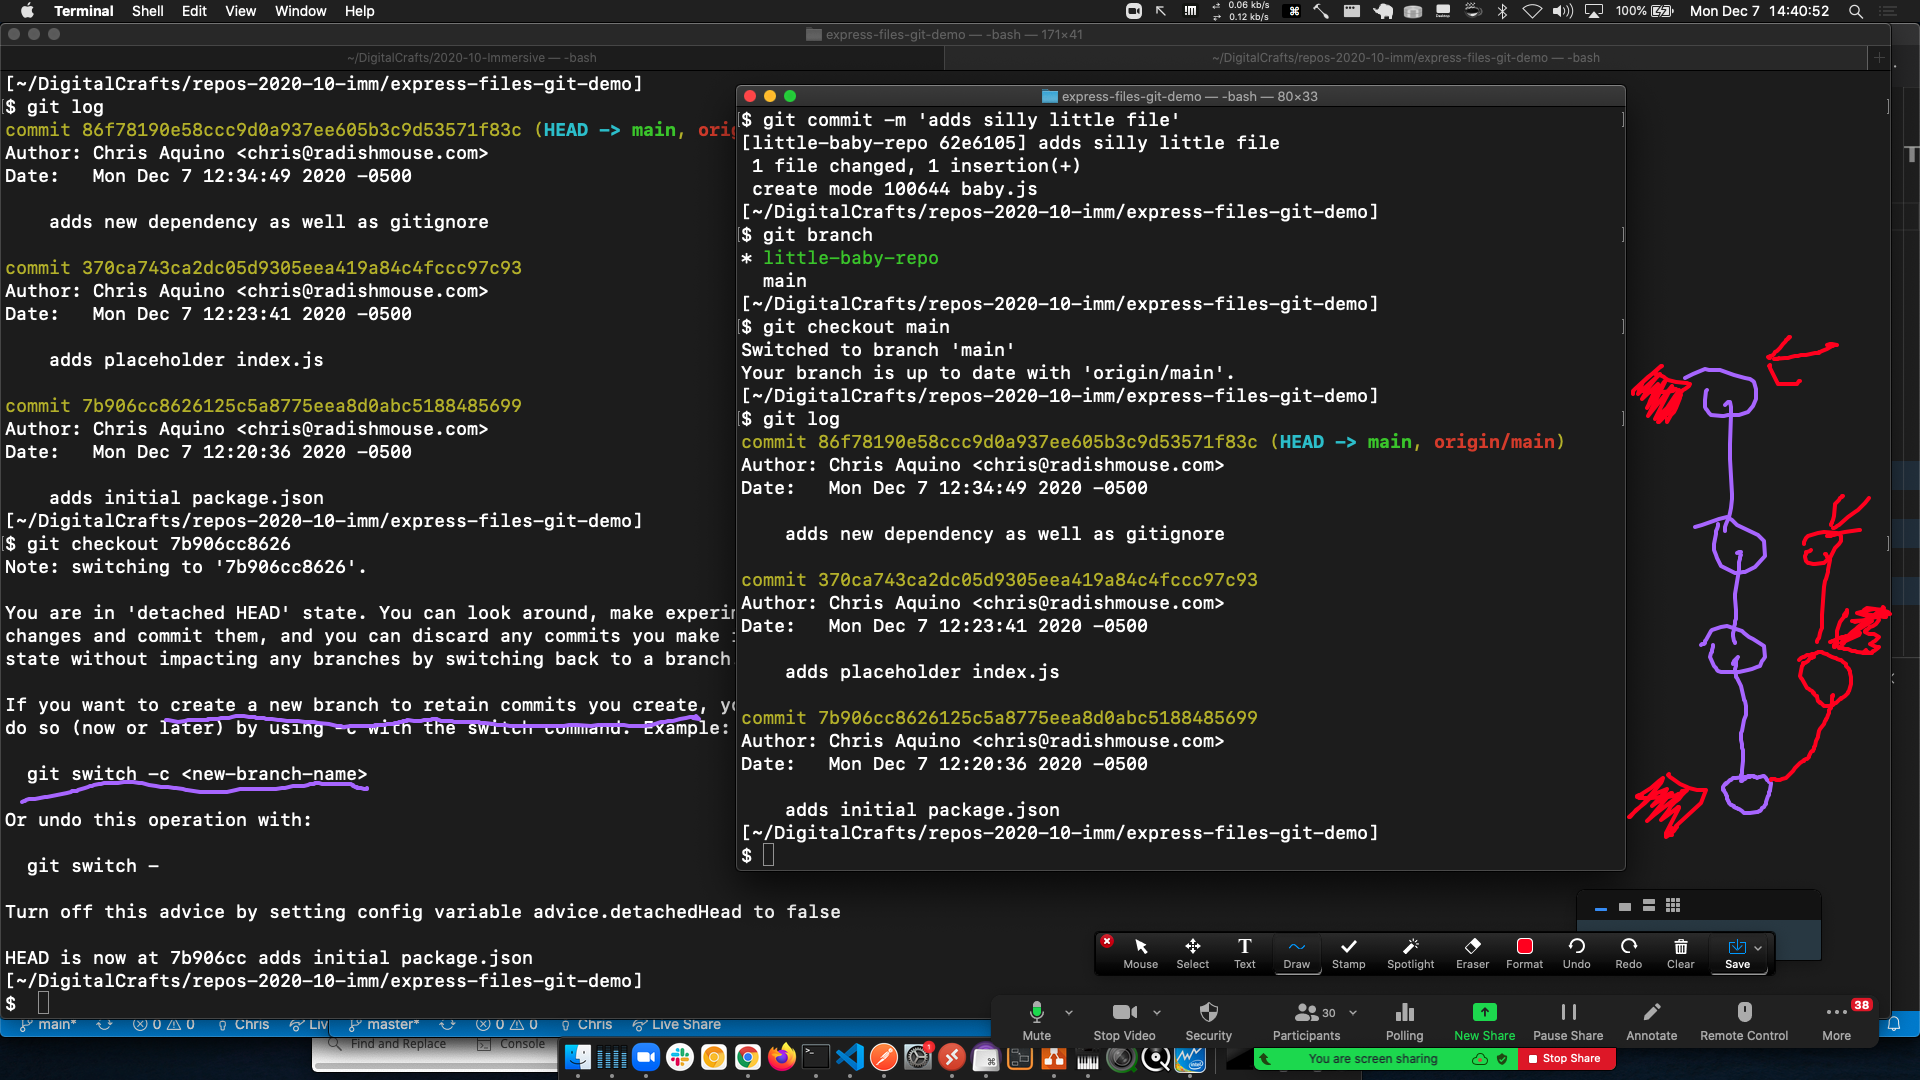 Terminal Shell Edit View Window Help
0.06 kb/s
0.12 kb/s
100% Mon Dec 7 14:40:52
express-files-git-demo — -bash — 171×41
~/DigitalCrafts/2020-10-Immersive — -bash
~/DigitalCrafts/repos-2020-10-imm/express-files-git-demo — -bash
[~/DigitalCrafts/repos-2020-10-imm/express-files-git-demo]
$ git log
commit 86f78190e58ccc9d0a937ee605b3c9d53571f83c (HEAD -> main, orig
Author: Chris Aquino <chris@radishmouse.com>
Date:   Mon Dec 7 12:34:49 2020 -0500
adds new dependency as well as gitignore
commit 370ca743ca2dc05d9305eea419a84c4fccc97c93
Author: Chris Aquino <chris@radishmouse.com>
Date:   Mon Dec 7 12:23:41 2020 -0500
adds placeholder index.js
commit 7b906cc8626125c5a8775eea8d0abc5188485699
Author: Chris Aquino <chris@radishmouse.com>
Date:   Mon Dec 7 12:20:36 2020 -0500
adds initial package.json
[~/DigitalCrafts/repos-2020-10-imm/express-files-git-demo]
$ git checkout 7b906cc8626
Note: switching to '7b906cc8626'.
You are in 'detached HEAD' state. You can look around, make experim
changes and commit them, and you can discard any commits you make i
state without impacting any branches by switching back to a branch.
If you want to create a new branch to retain commits you create, yo
do so (now or later) by using -c with the switch command. Example:
git switch -c <new-branch-name>
Or undo this operation with:
git switch -
Turn off this advice by setting config variable advice.detachedHead to false
HEAD is now at 7b906cc adds initial package.json
[~/DigitalCrafts/repos-2020-10-imm/express-files-git-demo]
$
express-files-git-demo — -bash — 80×33
$ git commit -m 'adds silly little file'
[little-baby-repo 62e6105] adds silly little file
1 file changed, 1 insertion(+)
create mode 100644 baby.js
[~/DigitalCrafts/repos-2020-10-imm/express-files-git-demo]
$ git branch
* little-baby-repo
main
[~/DigitalCrafts/repos-2020-10-imm/express-files-git-demo]
$ git checkout main
Switched to branch 'main'
Your branch is up to date with 'origin/main'.
[~/DigitalCrafts/repos-2020-10-imm/express-files-git-demo]
$ git log
commit 86f78190e58ccc9d0a937ee605b3c9d53571f83c (HEAD -> main, origin/main)
Author: Chris Aquino <chris@radishmouse.com>
Date:   Mon Dec 7 12:34:49 2020 -0500
adds new dependency as well as gitignore
commit 370ca743ca2dc05d9305eea419a84c4fccc97c93
Author: Chris Aquino <chris@radishmouse.com>
Date:   Mon Dec 7 12:23:41 2020 -0500
adds placeholder index.js
commit 7b906cc8626125c5a8775eea8d0abc5188485699
Author: Chris Aquino <chris@radishmouse.com>
Date:   Mon Dec 7 12:20:36 2020 -0500
adds initial package.json
[~/DigitalCrafts/repos-2020-10-imm/express-files-git-demo]
$
Mouse Select Text Draw Stamp Spotlight Eraser Format Undo Redo Clear Save
30 38
Mute Stop Video Security Participants Polling New Share Pause Share Annotate Remote Control More
main* 0 0 Chris Liv master* 0 0 Chris Live Share
Find and Replace Console
You are screen sharing Stop Share